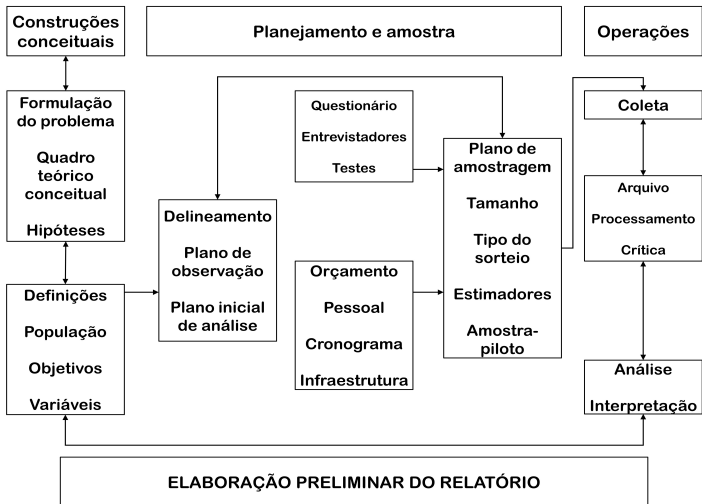 Construções
conceituais
Planejamento e amostra
Operações
Formulação
do problema
Quadro
teórico
conceitual
Hipóteses
Definições
População
Objetivos
Variáveis
Delineamento
Plano de
observação
Plano inicial
de análise
Questionário
Entrevistadores
Testes
Orçamento
Pessoal
Cronograma
Infraestrutura
Plano de
amostragem
Tamanho
Tipo do
sorteio
Estimadores
Amostra-
piloto
Coleta
Arquivo
Processamento
Crítica
Análise
Interpretação
ELABORAÇÃO PRELIMINAR DO RELATÓRIO